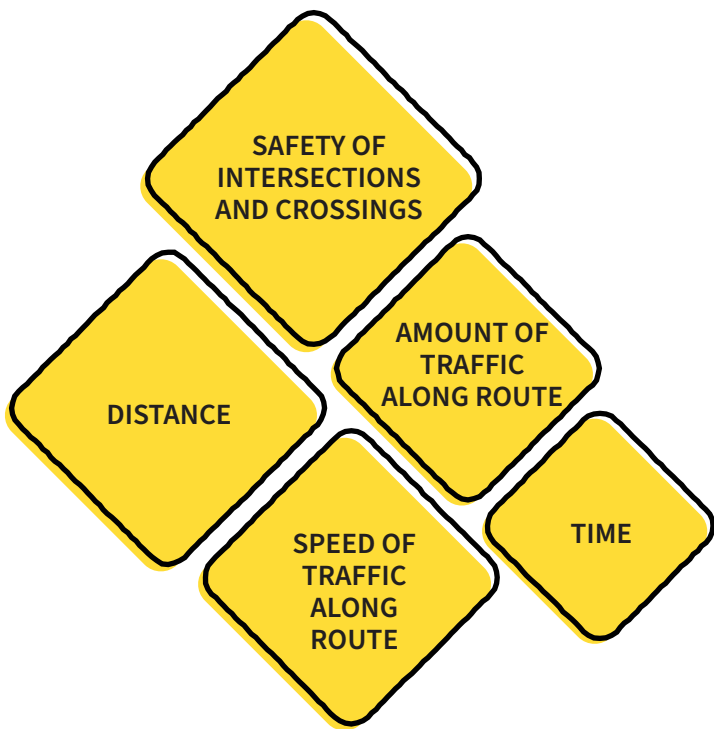 SAFETY OF
INTERSECTIONS
AND CROSSINGS
AMOUNT OF
TRAFFIC
ALONG ROUTE
DISTANCE
TIME
SPEED OF
TRAFFIC
ALONG
ROUTE